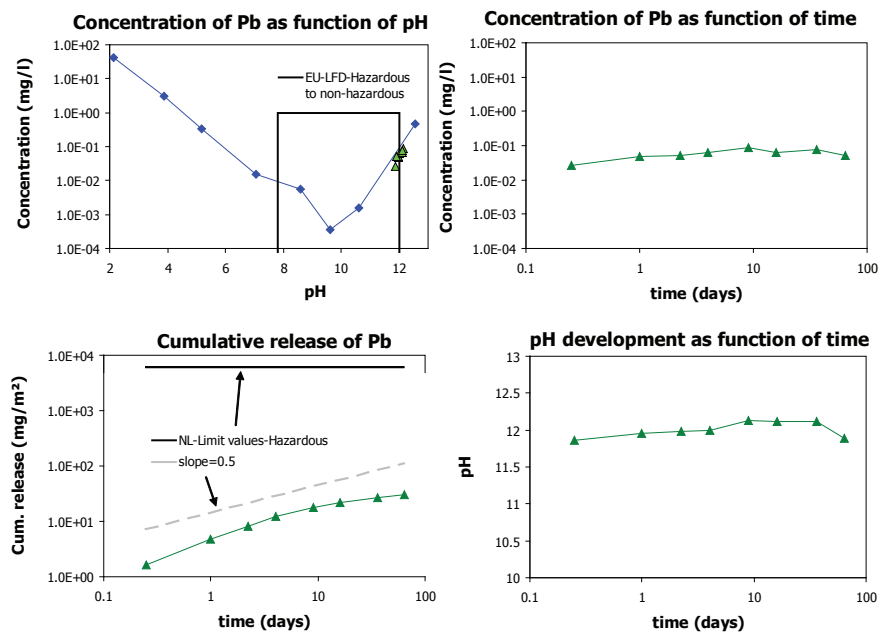 Concentration of Pb as function of pH
Concentration (mg/l)
1.0E+02
1.0E+01
1.0E+00
1.0E-01
1.0E-02
1.0E-03
1.0E-04
EU-LFD-Hazardous
to non-hazardous
2 4 6 8 10 12
pH
Concentration of Pb as function of time
Concentration (mg/l)
1.0E+02
1.0E+01
1.0E+00
1.0E-01
1.0E-02
1.0E-03
1.0E-04
0.1 1 10 100
time (days)
Cumulative release of Pb
Cum. release (mg/m²)
1.0E+04
1.0E+03
1.0E+02
1.0E+01
1.0E+00
NL-Limit values-Hazardous
slope=0.5
0.1 1 10 100
time (days)
pH development as function of time
pH
13
12.5
12
11.5
11
10.5
10
0.1 1 10 100
time (days)